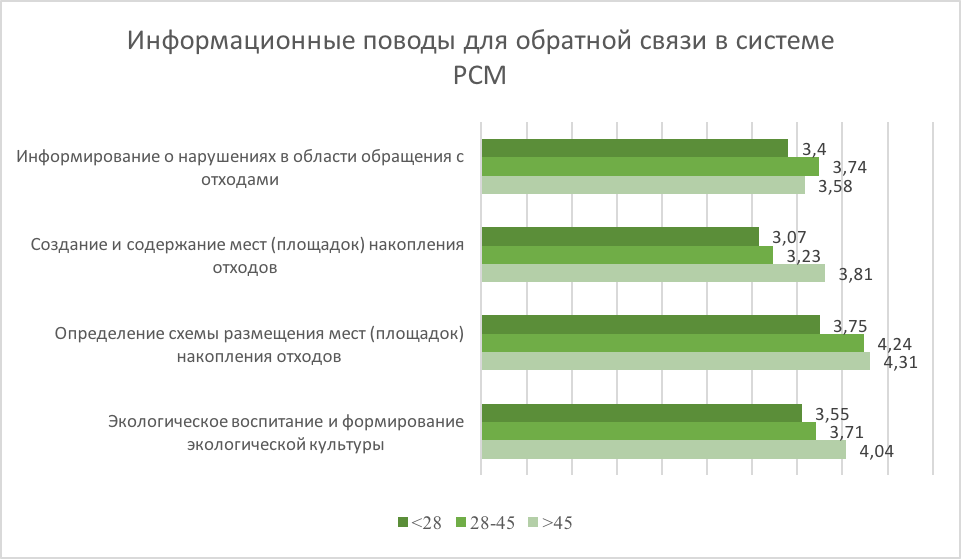 Информационные поводы для обратной связи в системе
РСМ
Информирование о нарушениях в области обращения с
отходами
3,4
3,74
3,58
Создание и содержание мест (площадок) накопления
отходов
3,07
3,23
3,81
Определение схемы размещения мест (площадок)
накопления отходов
3,75
4,24
4,31
Экологическое воспитание и формирование
экологической культуры
3,55
3,71
4,04
<28 28-45 >45